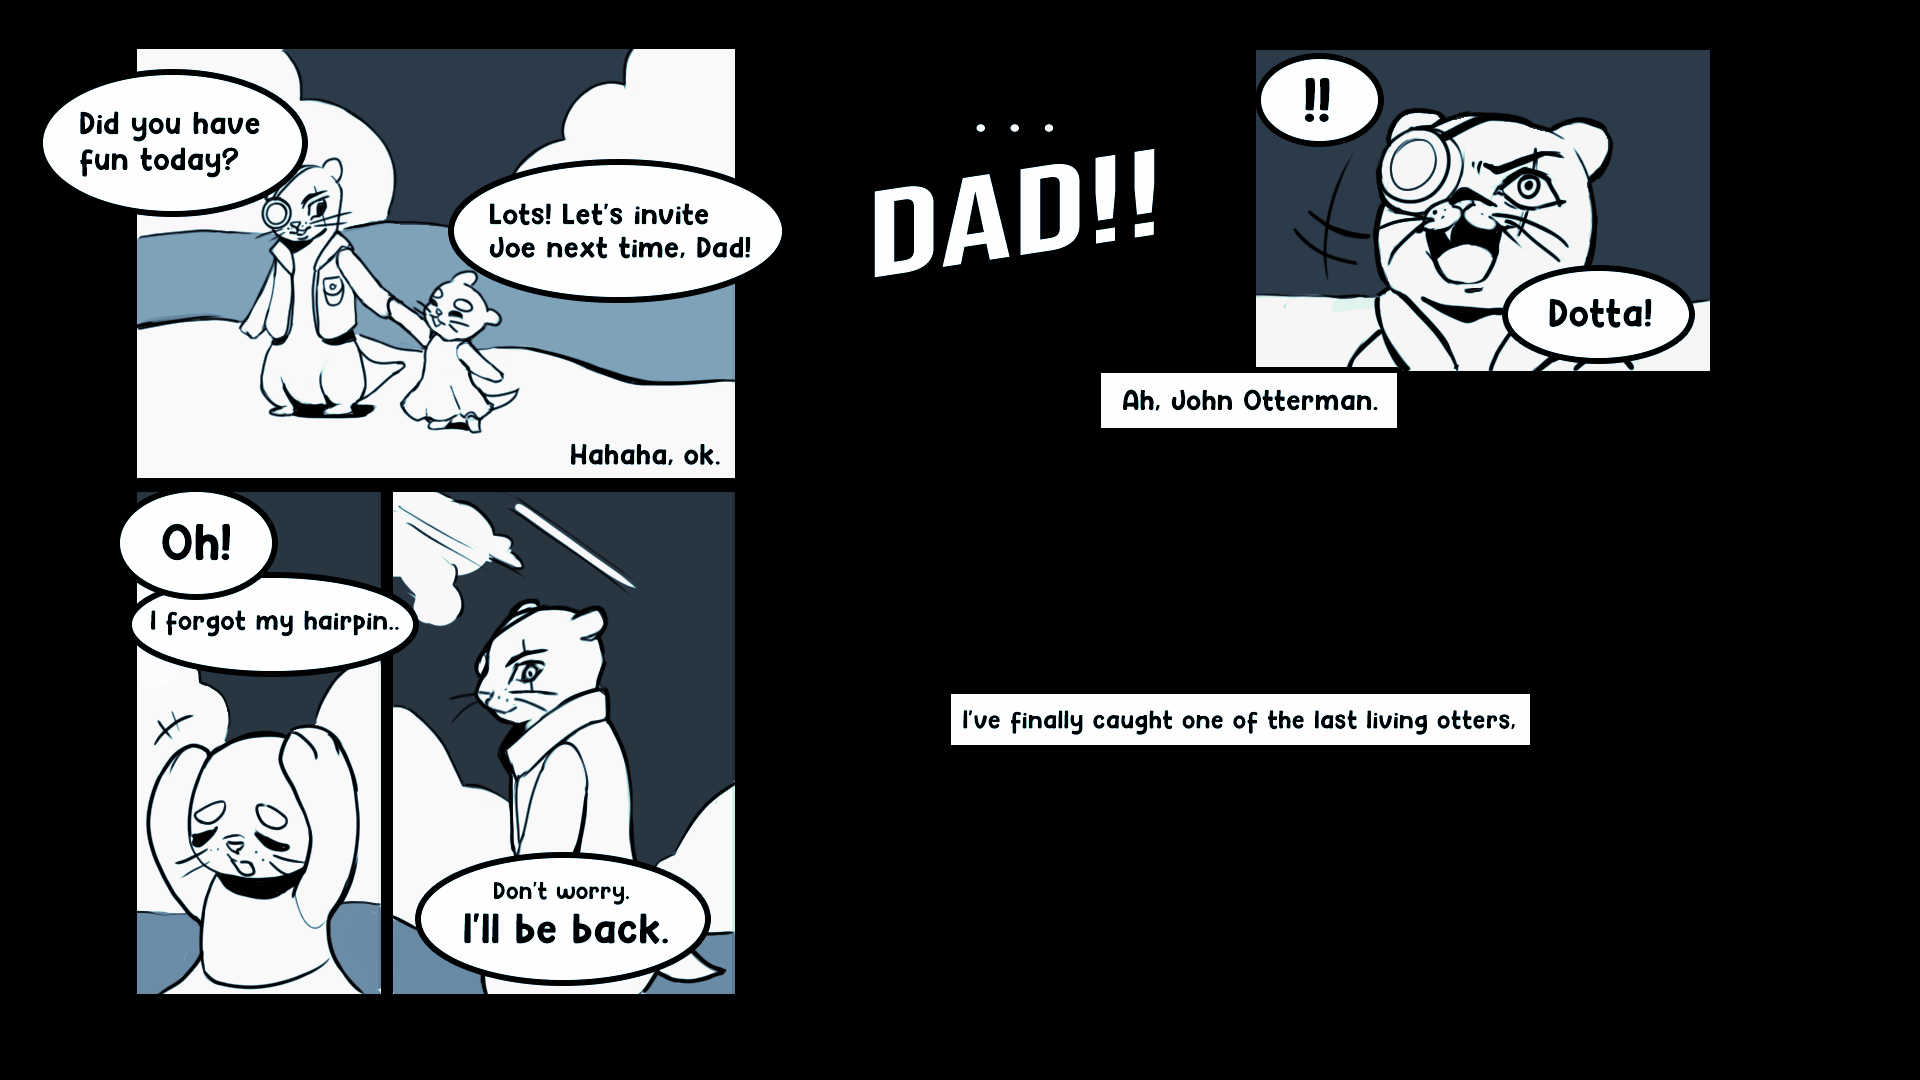 Did you have
fun today?
Lots! Let's invite
Joe next time, Dad!
Hahaha, ok.
Oh!
I forgot my hairpin..
Don't worry.
I'll be back.
. . .
DAD!!
!!
Dotta!
Ah, John Otterman.
I've finally caught one of the last living otters,